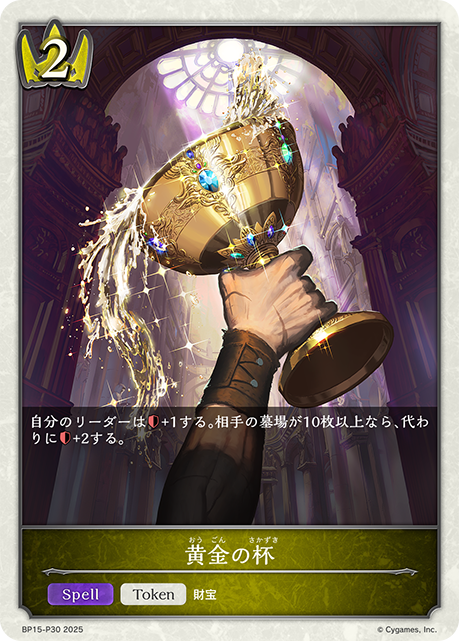 2
自分のリーダーは+1する。相手の墓場が10枚以上なら、代わ
りに+2する。
おうごん さかずき
黄金の杯
Spell Token 財宝
BP15-P30 2025 © Cygames, Inc.